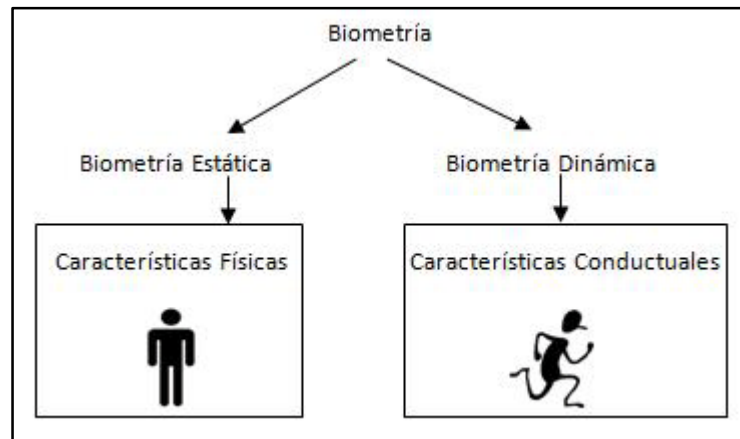 Biometría
Biometría Estática
Biometría Dinámica
Características Físicas
Características Conductuales